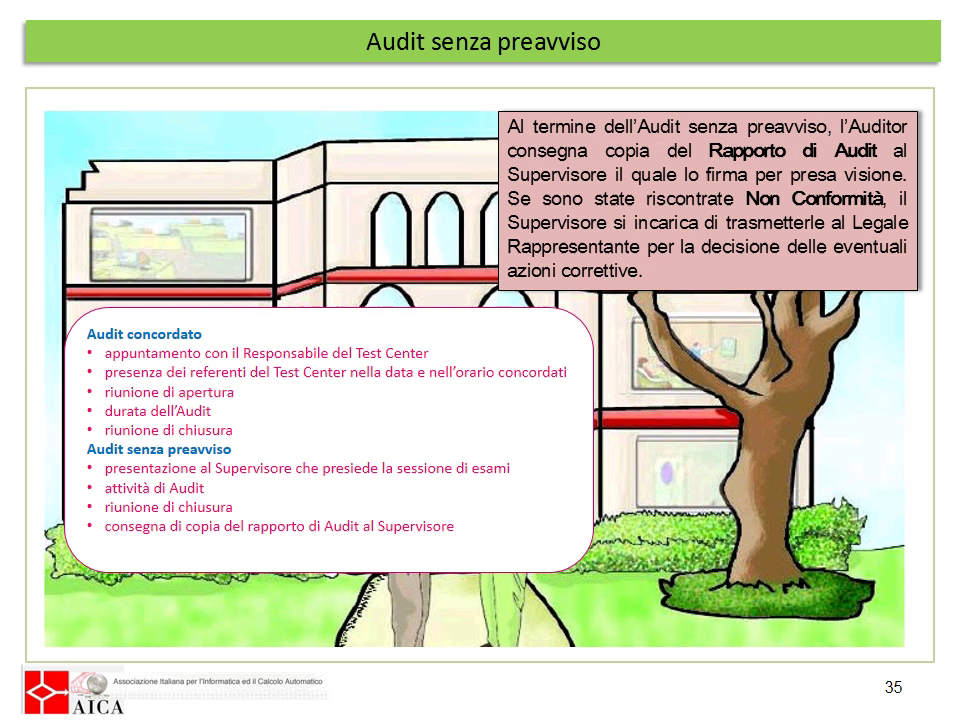 Audit senza preavviso
Al termine dell’Audit senza preavviso, l’Auditor
consegna copia del Rapporto di Audit al
Supervisore il quale lo firma per presa visione.
Se sono state riscontrate Non Conformità, il
Supervisore si incarica di trasmetterle al Legale
Rappresentante per la decisione delle eventuali
azioni correttive.
Audit concordato
• appuntamento con il Responsabile del Test Center
• presenza dei referenti del Test Center nella data e nell’orario concordati
• riunione di apertura
• durata dell’Audit
• riunione di chiusura
Audit senza preavviso
• presentazione al Supervisore che presiede la sessione di esami
• attività di Audit
• riunione di chiusura
• consegna di copia del rapporto di Audit al Supervisore
Associazione Italiana per l’Informatica ed il Calcolo Automatico
AICA
35